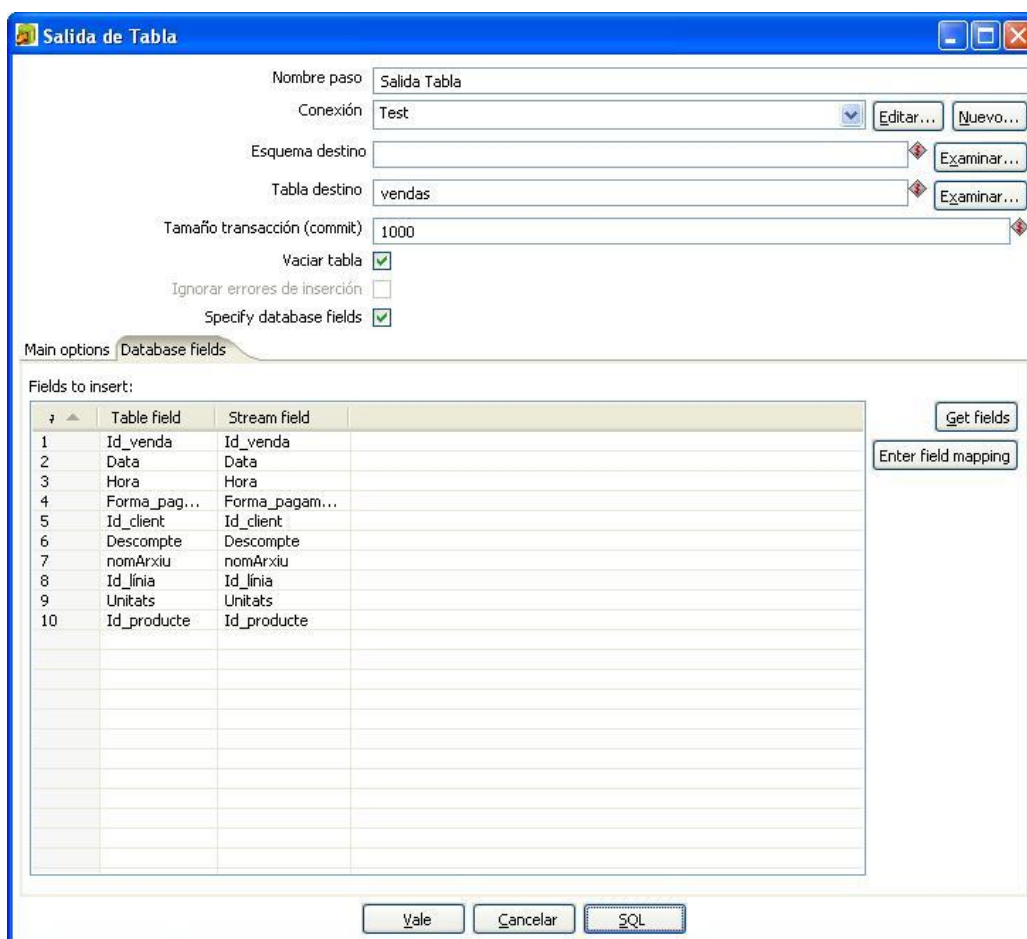 Salida de Tabla
Nombre paso Salida Tabla
Conexión Test Editar... Nuevo...
Esquema destino Examinar...
Tabla destino vendas Examinar...
Tamaño transacción (commit) 1000
Vaciar tabla
Ignorar errores de inserción
Specify database fields
Main options Database fields
Fields to insert:
Table field Stream field Get fields
1 Id_venda Id_venda
2 Data Data Enter field mapping
3 Hora Hora
4 Forma_pag... Forma_pagam...
5 Id_client Id_client
6 Descompte Descompte
7 nomArxiu nomArxiu
8 Id_línia Id_línia
9 Unitats Unitats
10 Id_producte Id_producte
Vale Cancelar SQL